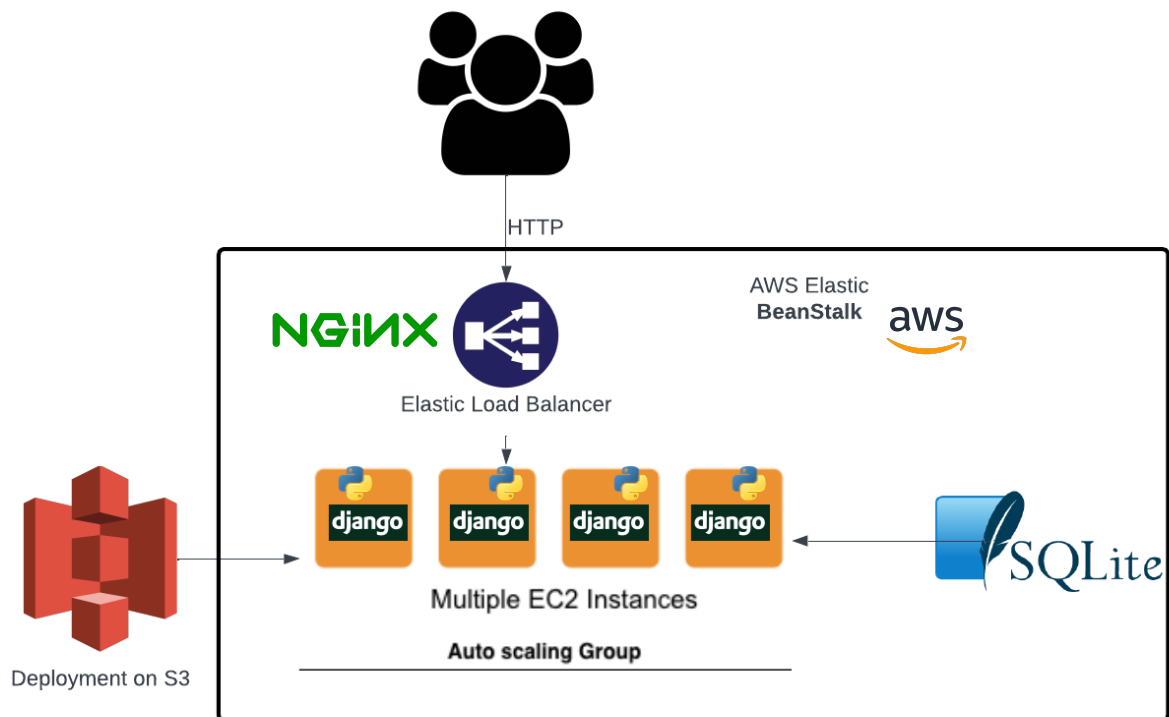 HTTP
AWS Elastic
BeanStalk
aws
NGINX
Elastic Load Balancer
django
django
django
django
SQLite
Multiple EC2 Instances
Auto scaling Group
Deployment on S3